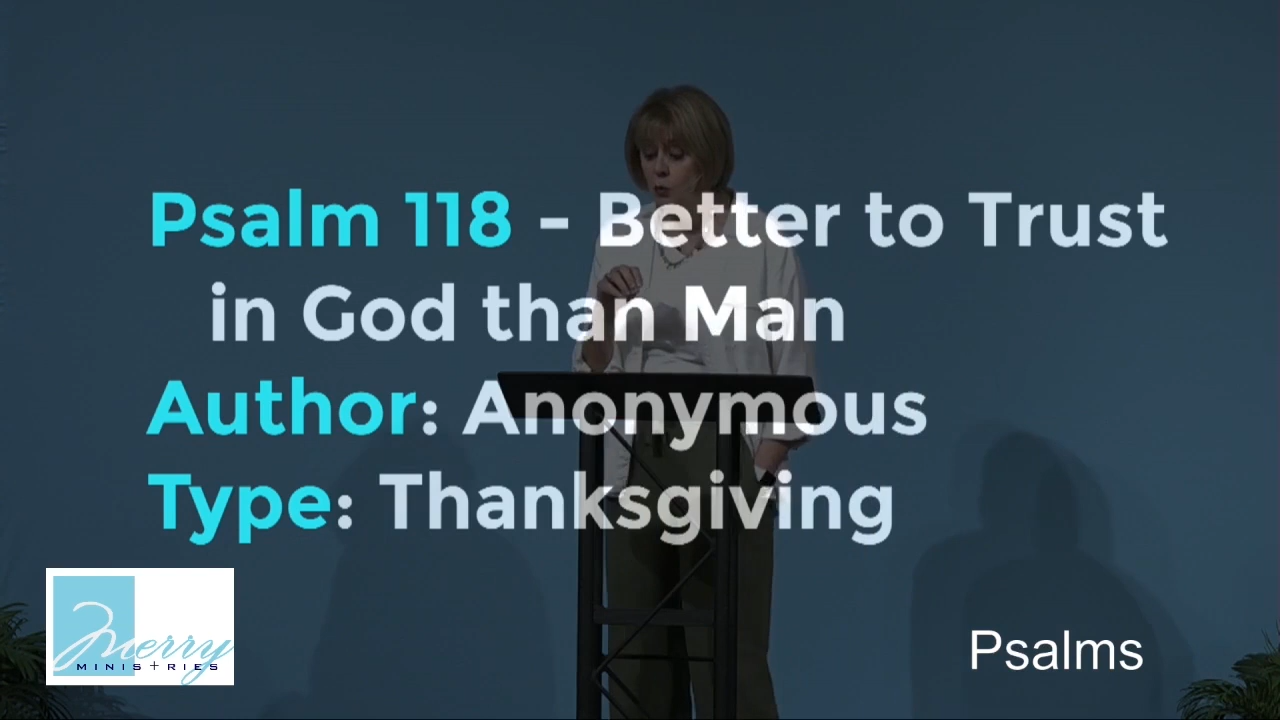 Psalm 118 - Better to Trust
in God than Man
Author: Anonymous
Type: Thanksgiving
Merry
MINISTRIES
Psalms